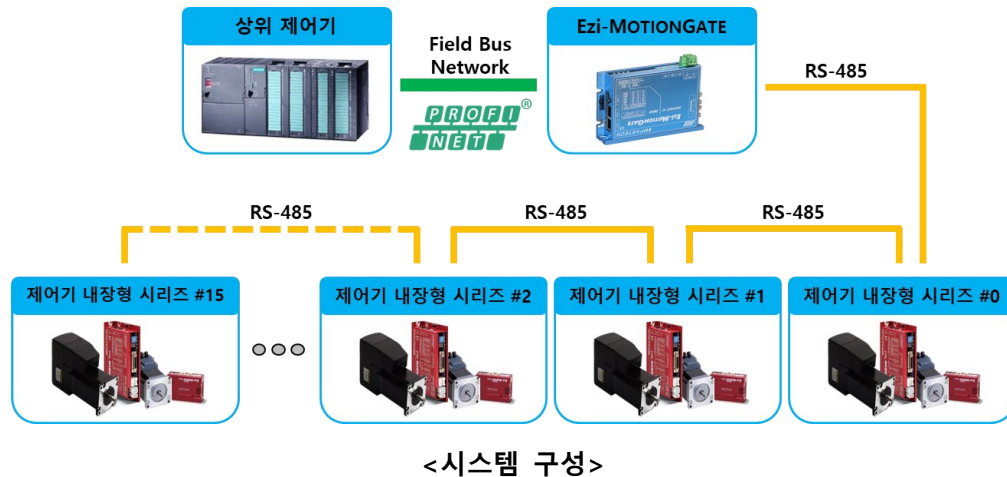 상위 제어기
Field Bus
Network
PROFI
NET®
Ezi-MOTIONGATE
RS-485
RS-485
RS-485
RS-485
제어기 내장형 시리즈 #15
제어기 내장형 시리즈 #2
제어기 내장형 시리즈 #1
제어기 내장형 시리즈 #0
<시스템 구성>